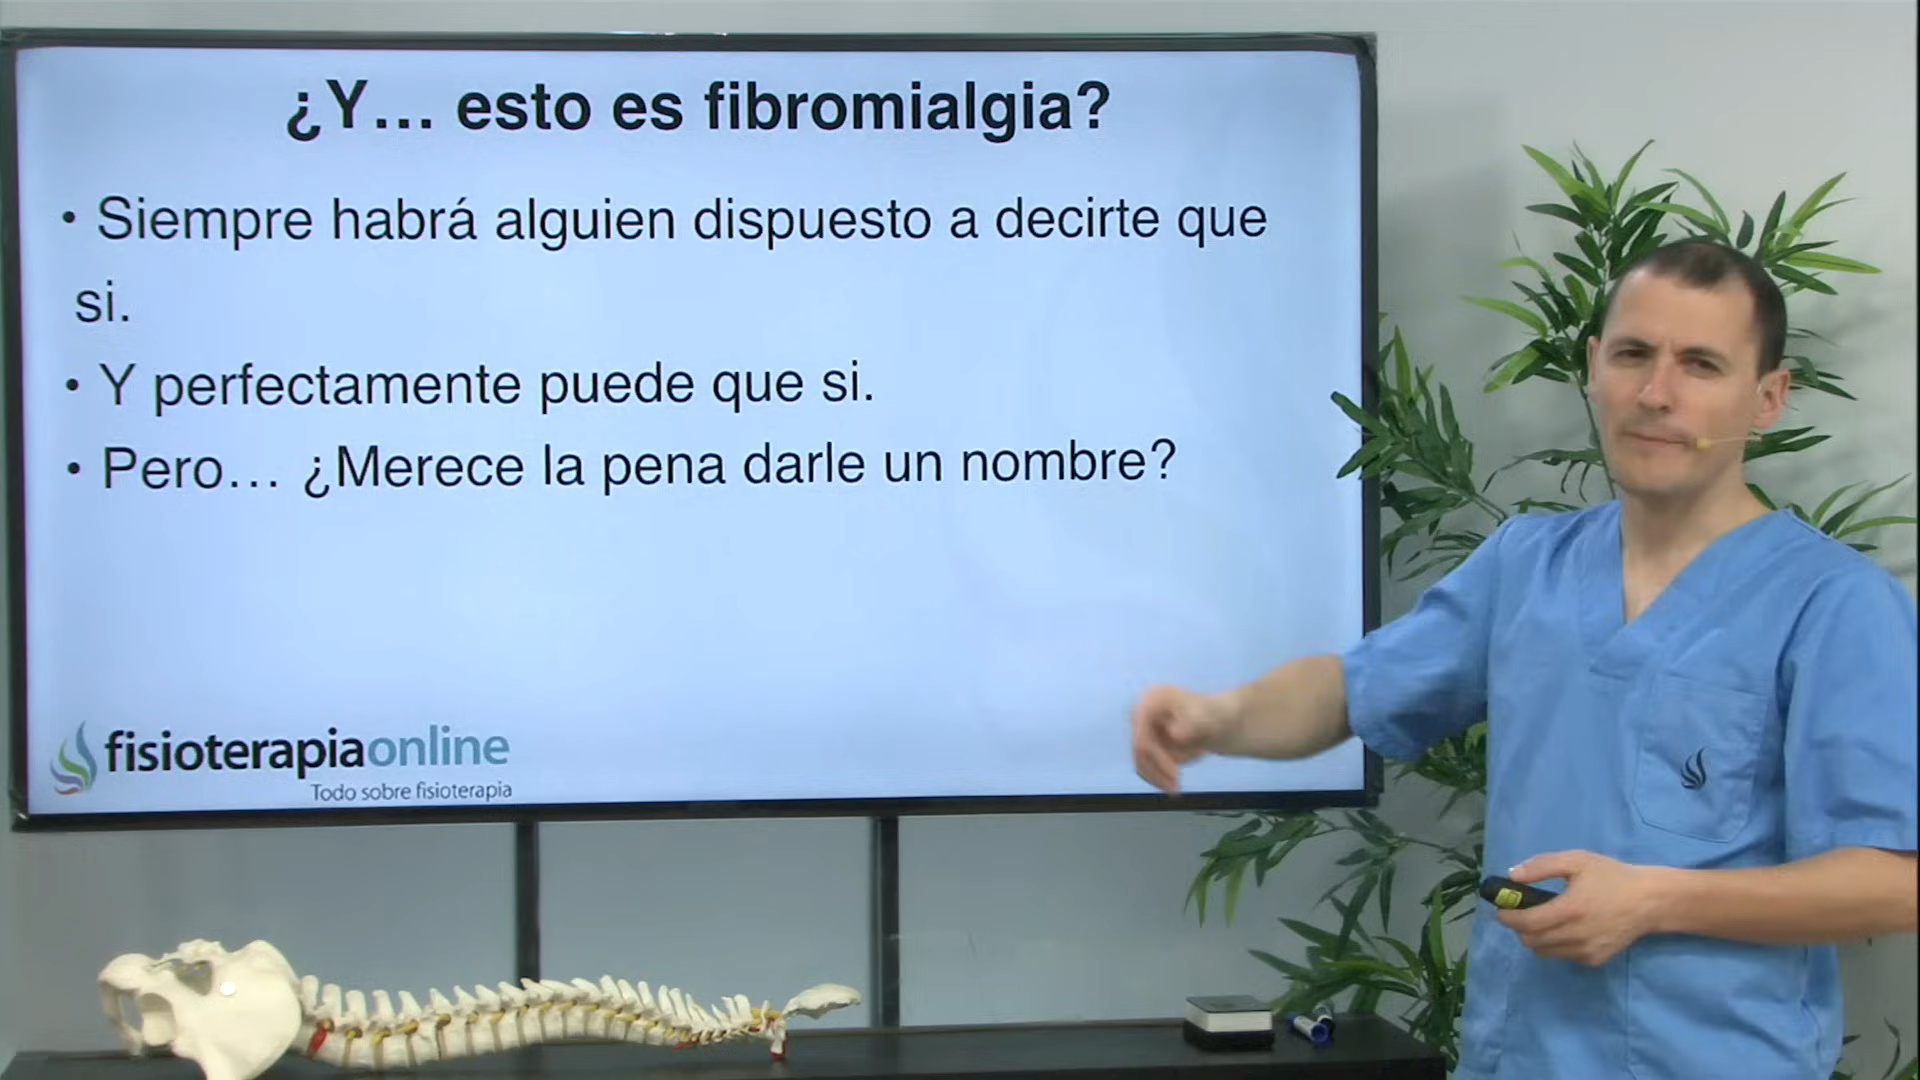 ¿Y... esto es fibromialgia?
• Siempre habrá alguien dispuesto a decirte que
si.
• Y perfectamente puede que si.
• Pero... ¿Merece la pena darle un nombre?
fisioterapiaonline
Todo sobre fisioterapia